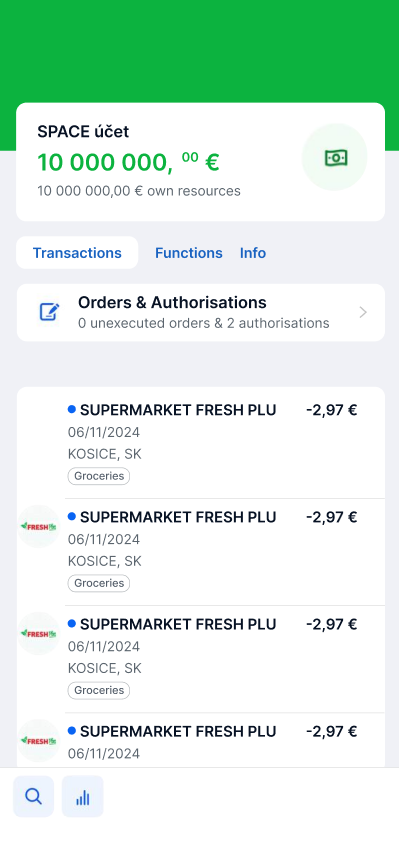 SPACE účet
10 000 000, 00 €
10 000 000,00 € own resources
Transactions Functions Info
Orders & Authorisations
0 unexecuted orders & 2 authorisations
SUPERMARKET FRESH PLU -2,97 €
06/11/2024
KOSICE, SK
Groceries
FRESH SUPERMARKET FRESH PLU -2,97 €
06/11/2024
KOSICE, SK
Groceries
FRESH SUPERMARKET FRESH PLU -2,97 €
06/11/2024
KOSICE, SK
Groceries
FRESH SUPERMARKET FRESH PLU -2,97 €
06/11/2024